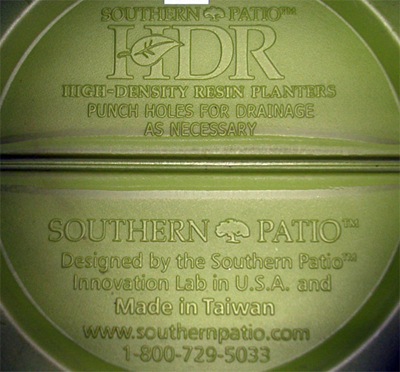 SOUTHERN PATIO™
HDR
HIGH-DENSITY RESIN PLANTERS
PUNCH HOLES FOR DRAINAGE
AS NECESSARY
SOUTHERN PATIO™
Designed by the Southern Patio™
Innovation Lab in U.S.A. and
Made in Taiwan
www.southernpatio.com
1-800-729-5033